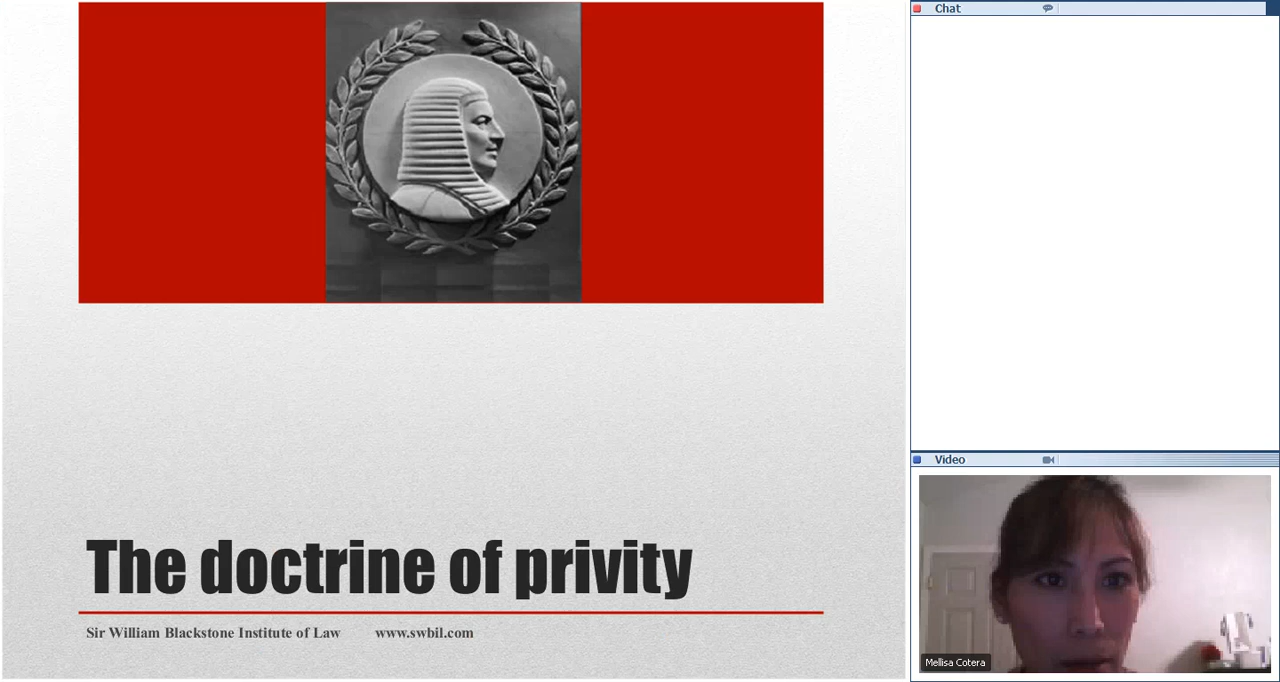 Chat
The doctrine of privity
Sir William Blackstone Institute of Law www.swbil.com
Video
Mellisa Cotera